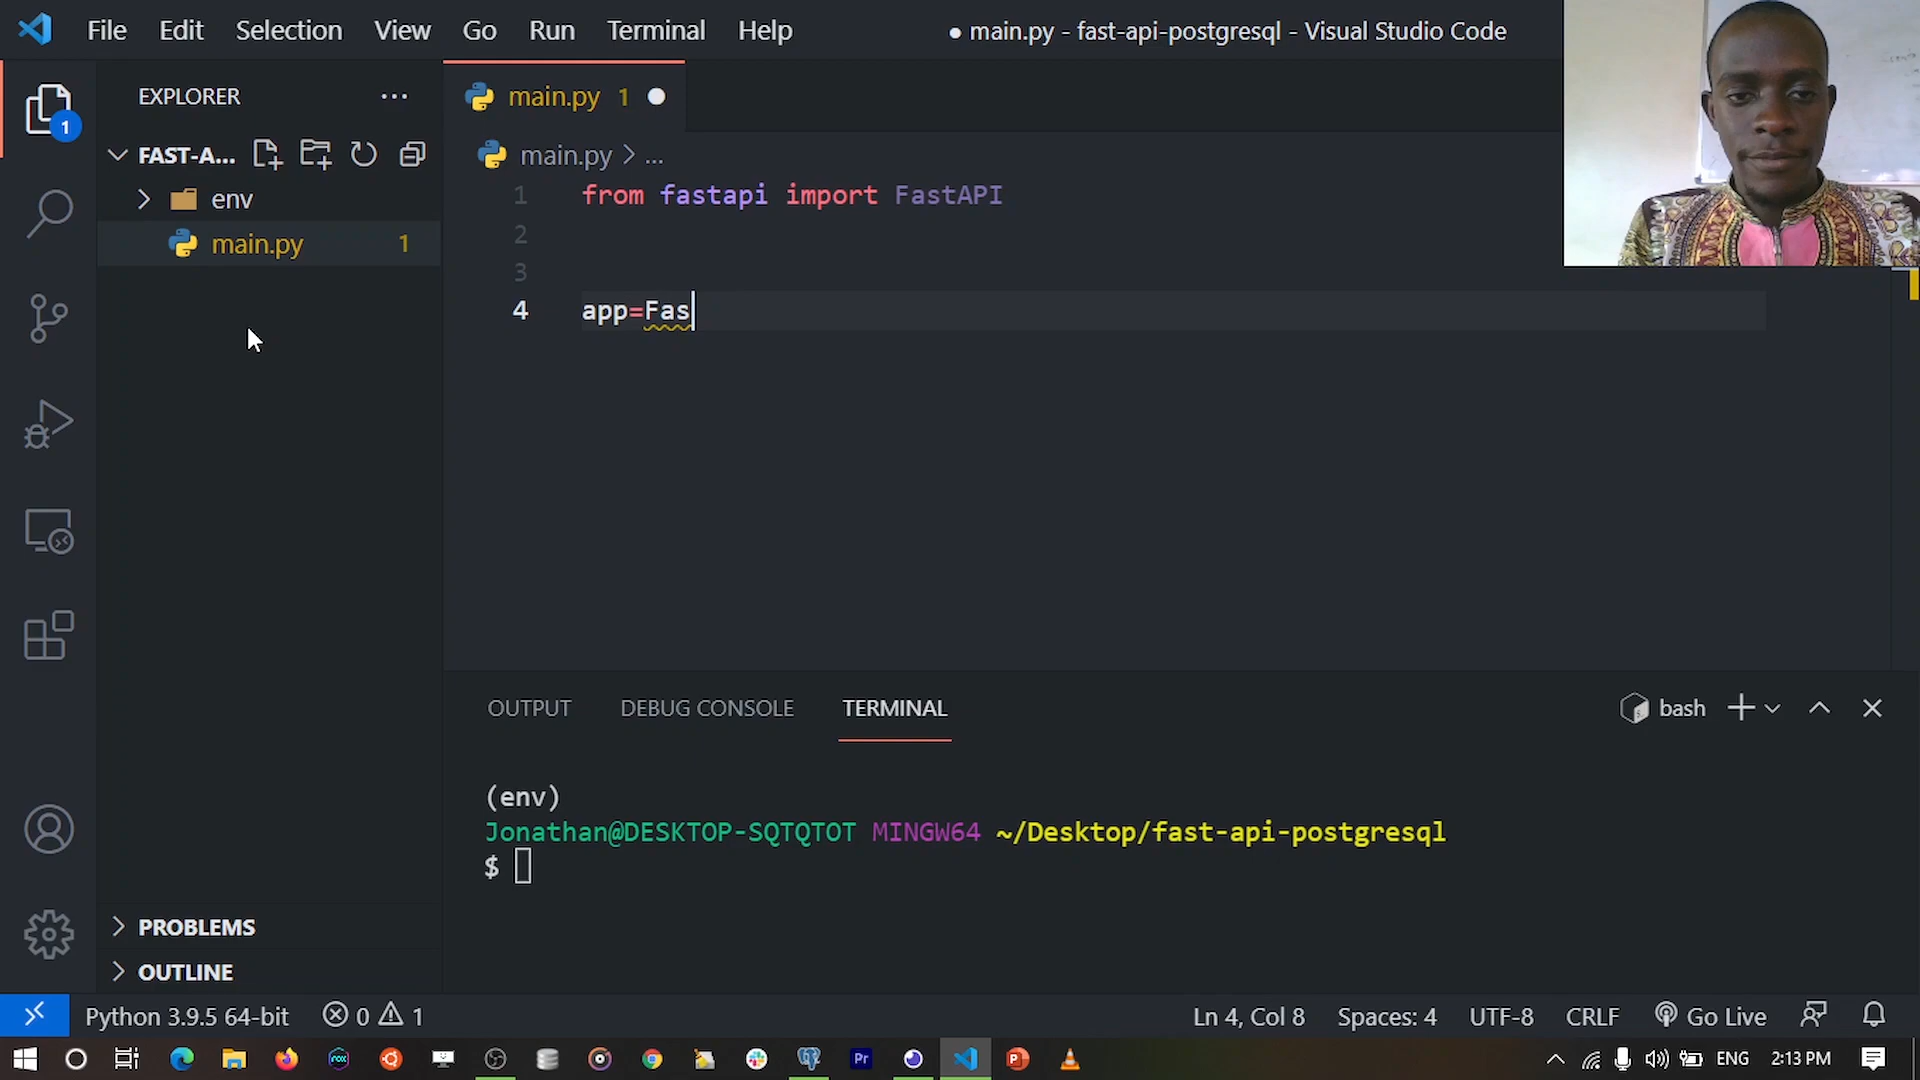 File Edit Selection View Go Run Terminal Help
● main.py - fast-api-postgresql - Visual Studio Code
EXPLORER
FAST-A...
env
main.py 1
main.py 1
main.py > ...
1 from fastapi import FastAPI
2
3
4 app=Fas
OUTPUT DEBUG CONSOLE TERMINAL
bash
(env)
Jonathan@DESKTOP-SQTQTOT MINGW64 ~/Desktop/fast-api-postgresql
$
PROBLEMS
OUTLINE
1
Python 3.9.5 64-bit 0 1
Ln 4, Col 8 Spaces: 4 UTF-8 CRLF Go Live
Pr
ENG 2:13 PM